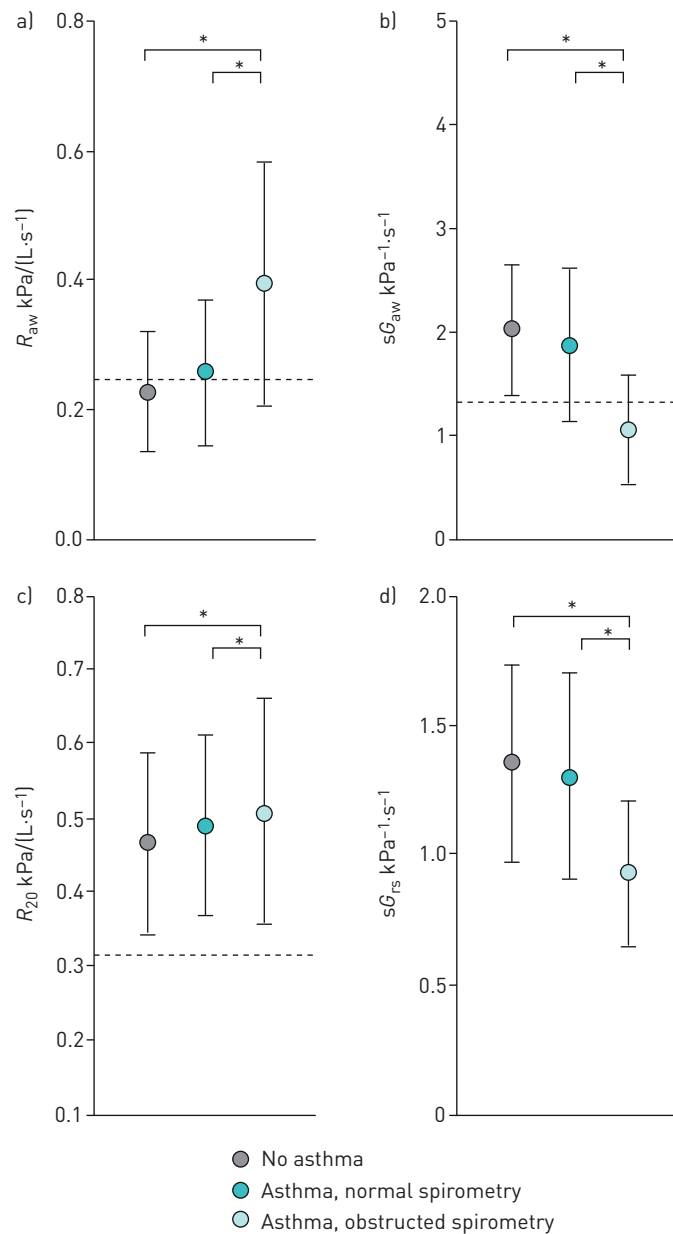 a)
0.8
0.6
0.4
0.2
0.0
R_aw kPa/(L·s⁻¹)
*
*
b)
5
4
3
2
1
0
sG_aw kPa⁻¹·s⁻¹
*
*
c)
0.8
0.7
0.6
0.5
0.4
0.3
0.2
0.1
R₂₀ kPa/(L·s⁻¹)
*
*
d)
2.0
1.5
1.0
0.5
0
sG_rs kPa⁻¹·s⁻¹
*
*
No asthma
Asthma, normal spirometry
Asthma, obstructed spirometry